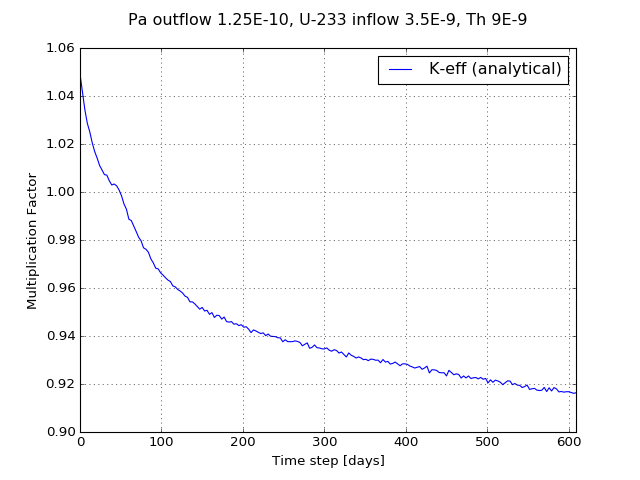 Pa outflow 1.25E-10, U-233 inflow 3.5E-9, Th 9E-9
K-eff (analytical)
Multiplication Factor
1.06
1.04
1.02
1.00
0.98
0.96
0.94
0.92
0.90
0 100 200 300 400 500 600
Time step [days]